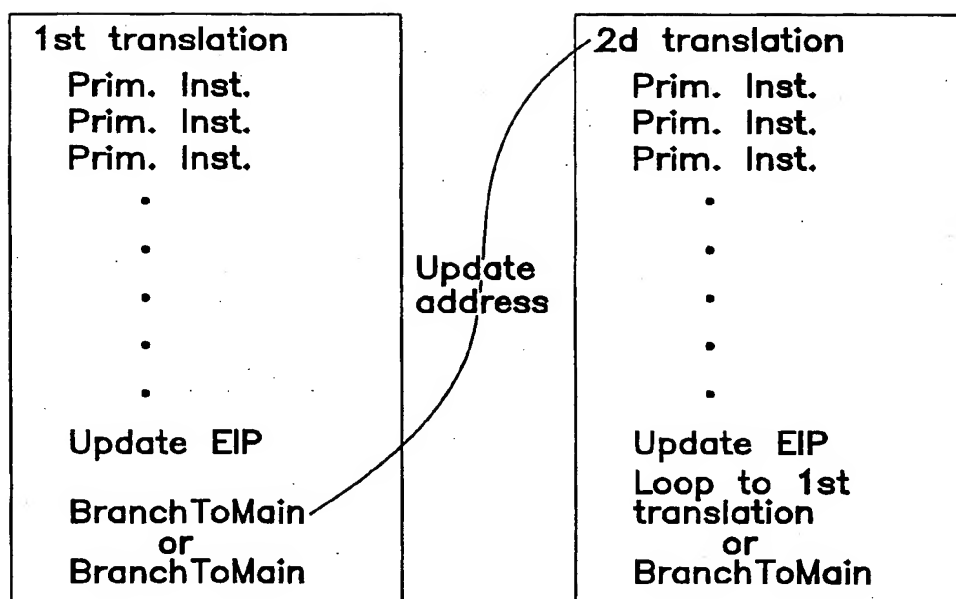 1st translation
Prim. Inst.
Prim. Inst.
Prim. Inst.
Update EIP
BranchToMain
or
BranchToMain
Update
address
2d translation
Prim. Inst.
Prim. Inst.
Prim. Inst.
Update EIP
Loop to 1st
translation
or
BranchToMain